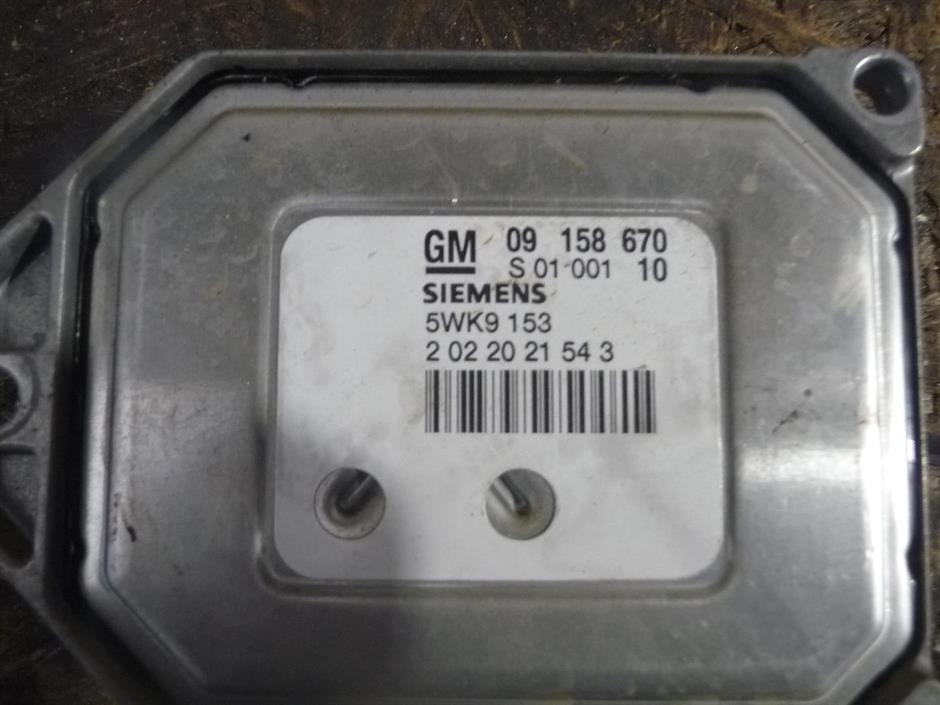 GM 09 158 670
S 01 001 10
SIEMENS
5WK9 153
2 02 20 21 54 3